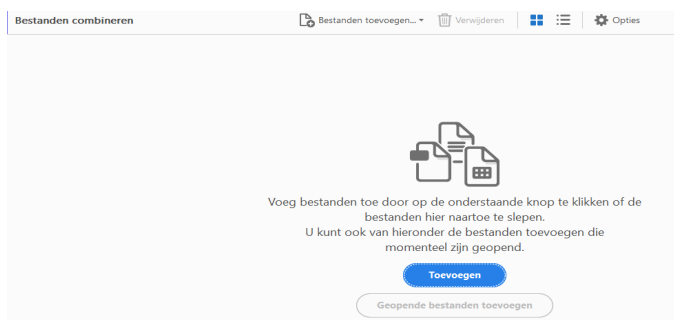 Bestanden combineren Bestanden toevoegen... Verwijderen Opties
Voeg bestanden toe door op de onderstaande knop te klikken of de
bestanden hier naartoe te slepen.
U kunt ook van hieronder de bestanden toevoegen die
momenteel zijn geopend.
Toevoegen
Geopende bestanden toevoegen